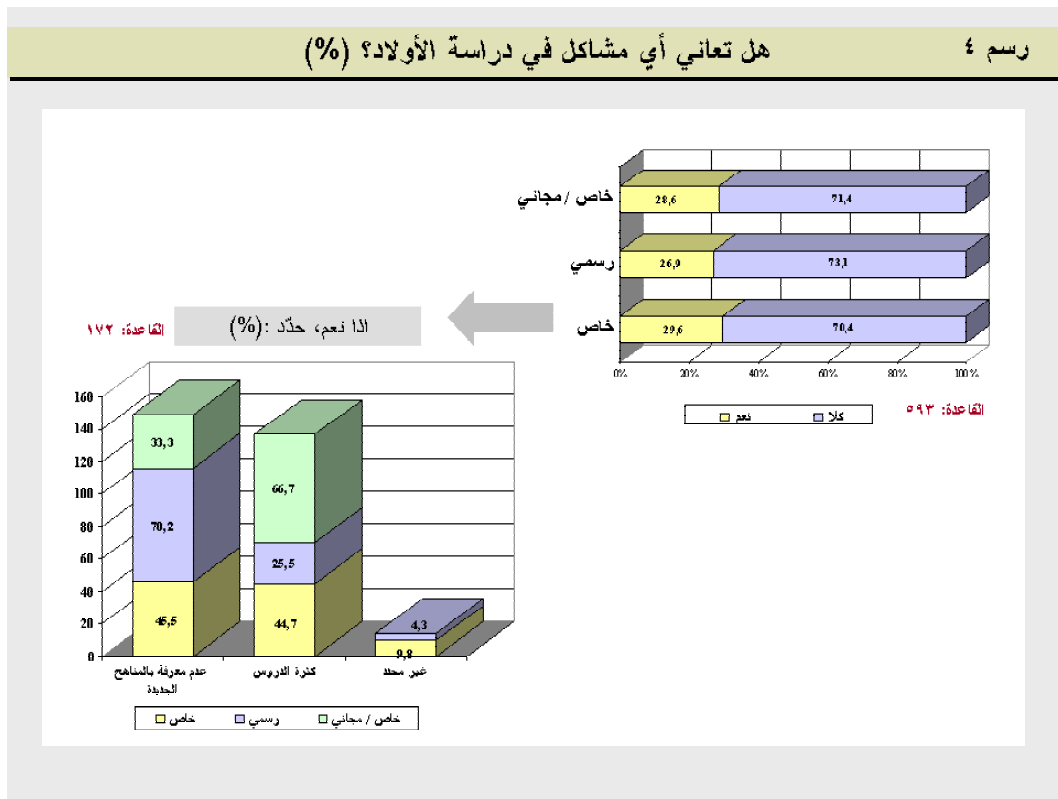 رسم ٤
هل تعاني أي مشاكل في دراسة الأولاد؟ (%)
خاص / مجاني
28,6
71,4
رسمي
26,9
73,1
خاص
29,6
70,4
0%
20%
40%
60%
80%
100%
نعم
كلا
القاعدة: ٥٩٣
اذا نعم، حدّد :(%)
القاعدة: ١٧٢
160
140
120
100
80
60
40
20
0
33,3
70,2
45,5
66,7
25,5
44,7
4,3
9,8
عدم معرفة بالمناهج
الجديدة
كثرة الدروس
غير محدد
خاص
رسمي
خاص / مجاني